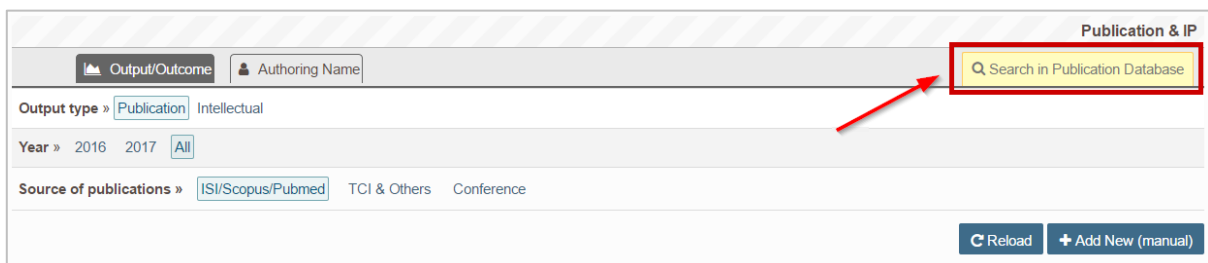 Publication & IP
Output/Outcome Authoring Name Search in Publication Database
Output type » Publication Intellectual
Year » 2016 2017 All
Source of publications » ISI/Scopus/Pubmed TCI & Others Conference
Reload Add New (manual)